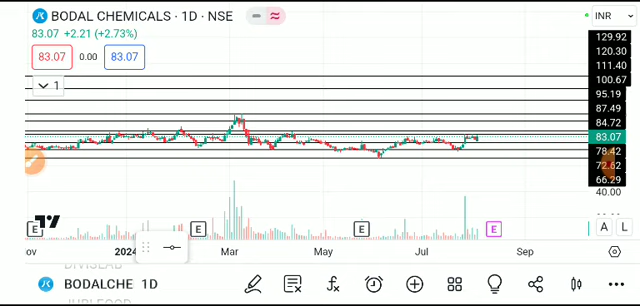 BODAL CHEMICALS · 1D · NSE
INR
83.07 +2.21 (+2.73%)
83.07 0.00 83.07
1
129.92
120.30
111.40
100.67
95.19
87.49
84.72
83.07
78.42
72.62
66.29
40.00
E E E E
A L
2024 Mar May Jul Sep
BODALCHE 1D